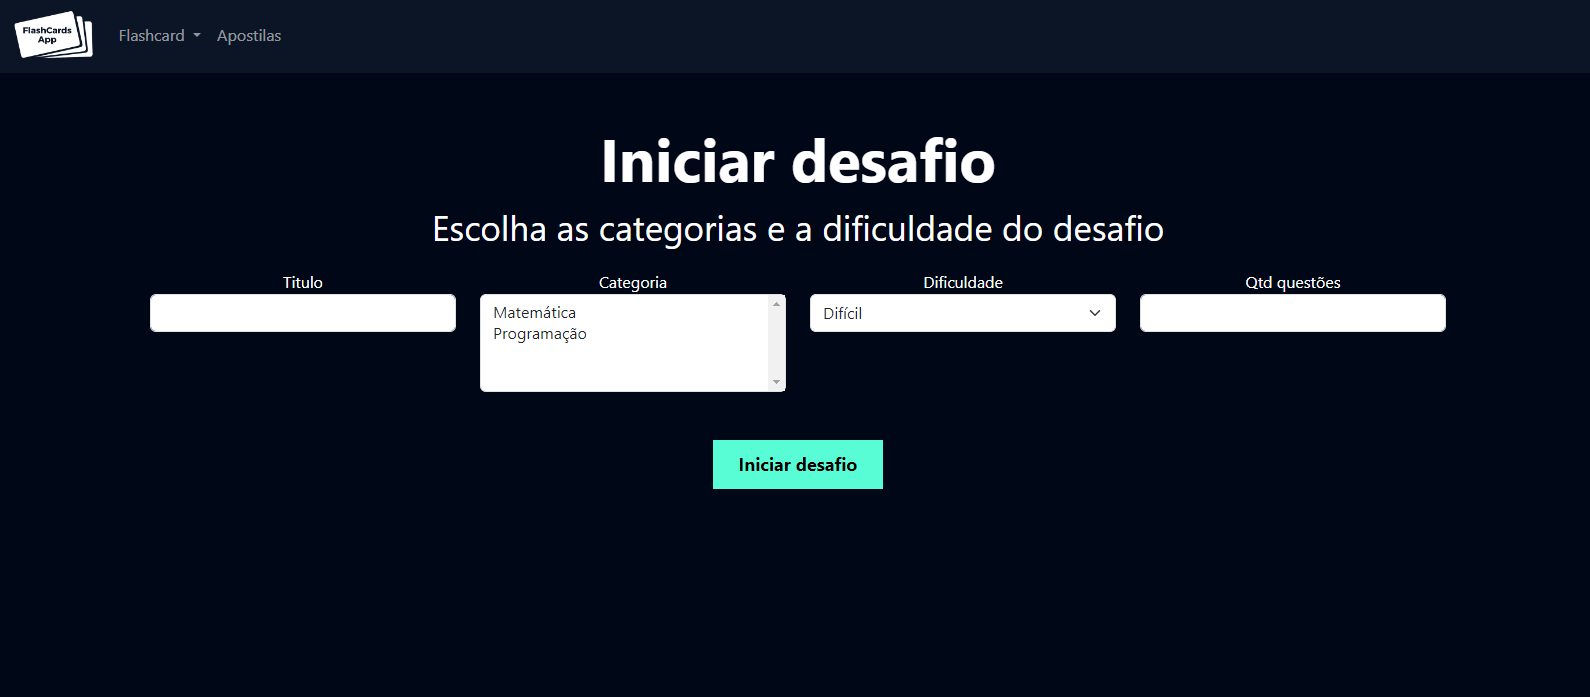 FlashCards
App
Flashcard
Apostilas
Iniciar desafio
Escolha as categorias e a dificuldade do desafio
Titulo
Categoria
Dificuldade
Qtd questões
Matemática
Programação
Difícil
Iniciar desafio